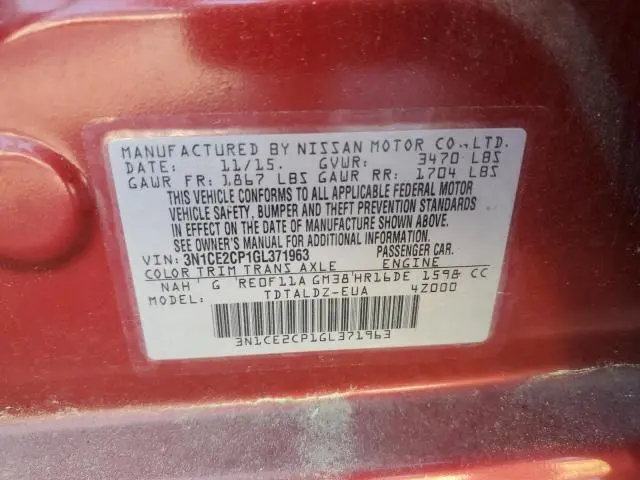 MANUFACTURED BY NISSAN MOTOR CO.,LTD.
DATE: 11/15. GVWR: 3470 LBS
GAWR FR: 1867 LBS GAWR RR: 1704 LBS
THIS VEHICLE CONFORMS TO ALL APPLICABLE FEDERAL MOTOR
VEHICLE SAFETY, BUMPER AND THEFT PREVENTION STANDARDS
IN EFFECT ON THE DATE OF MANUFACTURE SHOWN ABOVE.
SEE OWNER'S MANUAL FOR ADDITIONAL INFORMATION.
VIN: 3N1CE2CP1GL371963 PASSENGER CAR.
COLOR TRIM TRANS AXLE ENGINE
NAH G RE0F11A GM38 HR16DE 1598 CC
MODEL: TDTALDZ-EUA 4Z000
3N1CE2CP1GL371963